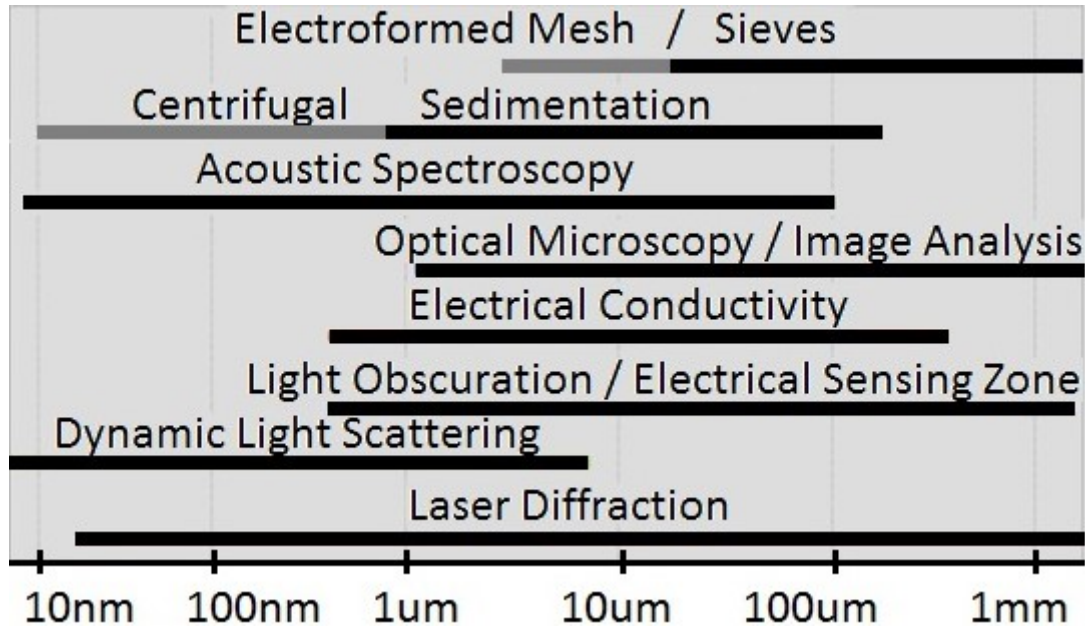 Electroformed Mesh / Sieves
Centrifugal Sedimentation
Acoustic Spectroscopy
Optical Microscopy / Image Analysis
Electrical Conductivity
Light Obscuration / Electrical Sensing Zone
Dynamic Light Scattering
Laser Diffraction
10nm 100nm 1um 10um 100um 1mm